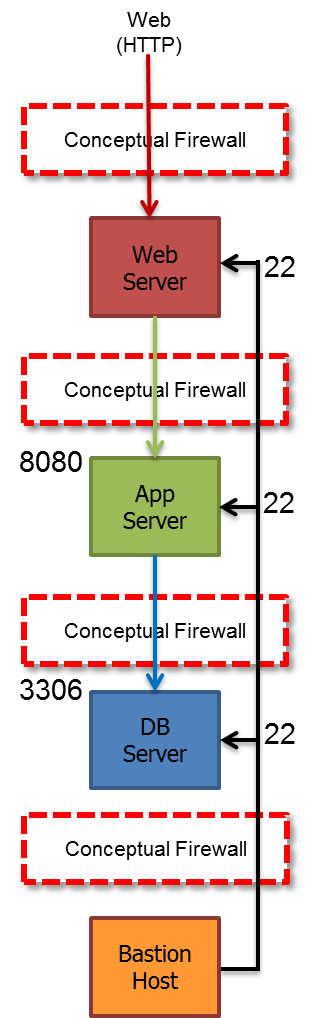 Web
(HTTP)
Conceptual Firewall
Web
Server
22
Conceptual Firewall
8080
App
Server
22
Conceptual Firewall
3306
DB
Server
22
Conceptual Firewall
Bastion
Host